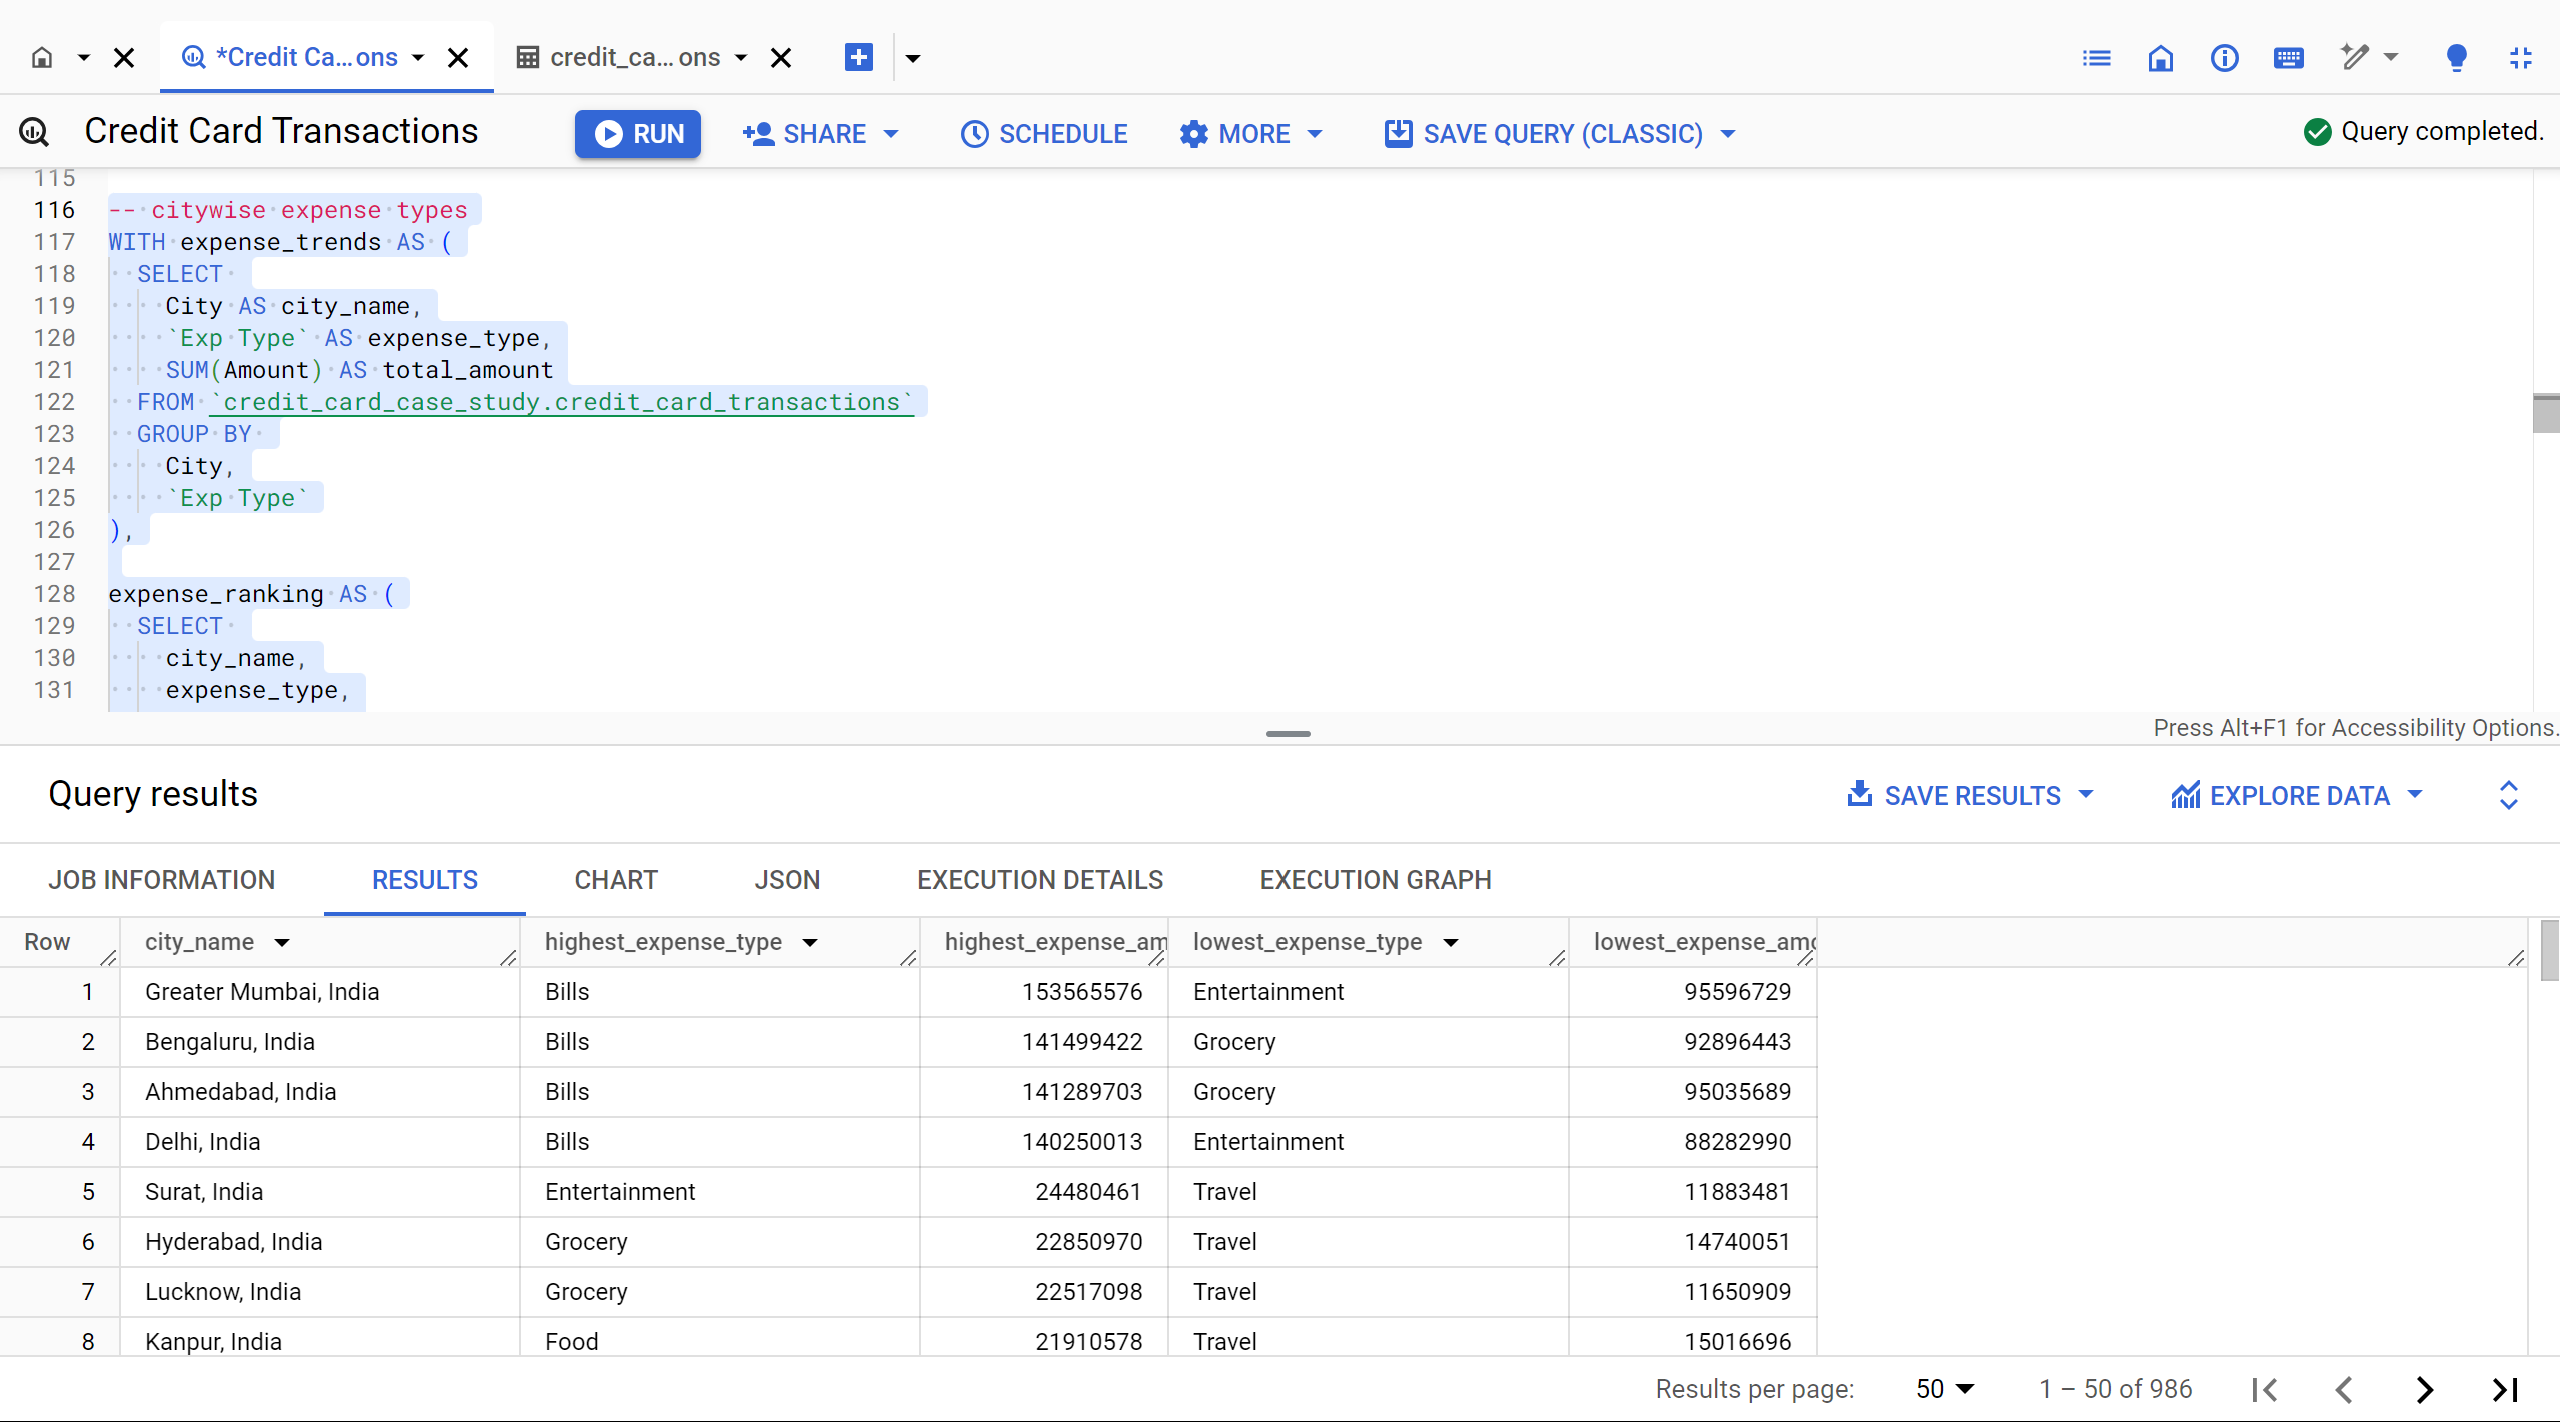 *Credit Ca... ons
credit_ca... ons
Credit Card Transactions
RUN
SHARE
SCHEDULE
MORE
SAVE QUERY (CLASSIC)
Query completed.
115
116 -- citywise expense types
117 WITH expense_trends AS (
118 SELECT
119 City AS city_name,
120 `Exp Type` AS expense_type,
121 SUM(Amount) AS total_amount
122 FROM `credit_card_case_study.credit_card_transactions`
123 GROUP BY
124 City,
125 `Exp Type`
126 ),
127
128 expense_ranking AS (
129 SELECT
130 city_name,
131 expense_type,
Press Alt+F1 for Accessibility Options.
Query results
SAVE RESULTS
EXPLORE DATA
JOB INFORMATION
RESULTS
CHART
JSON
EXECUTION DETAILS
EXECUTION GRAPH
Row city_name highest_expense_type highest_expense_am lowest_expense_type lowest_expense_amo
1 Greater Mumbai, India Bills 153565576 Entertainment 95596729
2 Bengaluru, India Bills 141499422 Grocery 92896443
3 Ahmedabad, India Bills 141289703 Grocery 95035689
4 Delhi, India Bills 140250013 Entertainment 88282990
5 Surat, India Entertainment 24480461 Travel 11883481
6 Hyderabad, India Grocery 22850970 Travel 14740051
7 Lucknow, India Grocery 22517098 Travel 11650909
8 Kanpur, India Food 21910578 Travel 15016696
Results per page: 50 1 – 50 of 986